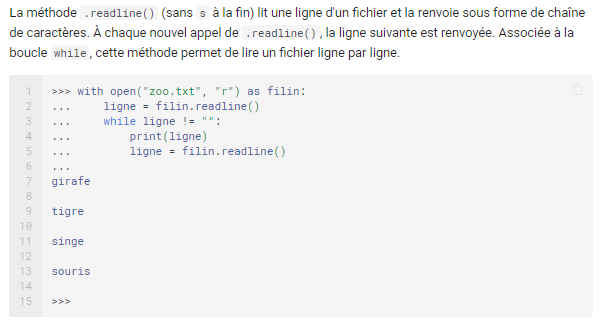 La méthode .readline() (sans s à la fin) lit une ligne d'un fichier et la renvoie sous forme de chaîne
de caractères. À chaque nouvel appel de .readline(), la ligne suivante est renvoyée. Associée à la
boucle while, cette méthode permet de lire un fichier ligne par ligne.
1 >>> with open("zoo.txt", "r") as filin:
2 ...     ligne = filin.readline()
3 ...     while ligne != "":
4 ...         print(ligne)
5 ...         ligne = filin.readline()
6 ...
7 girafe
8
9 tigre
10
11 singe
12
13 souris
14
15 >>>